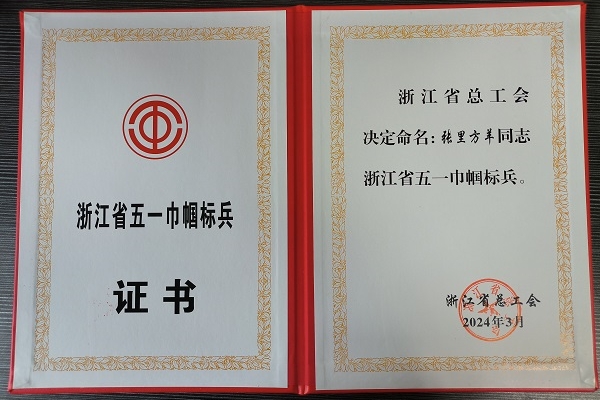 浙江省五一巾帼标兵
证书
浙江省总工会
决定命名：张里方羊同志
浙江省五一巾帼标兵。
浙江省总工会
2024年3月